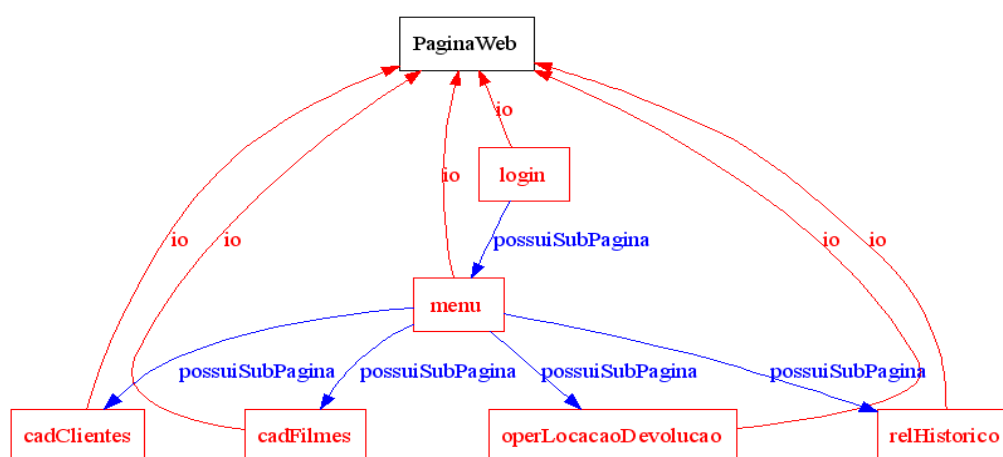 PaginaWeb
io
login
io
io io io io
possuiSubPagina
menu
possuiSubPagina possuiSubPagina possuiSubPagina possuiSubPagina
cadClientes cadFilmes operLocacaoDevolucao relHistorico